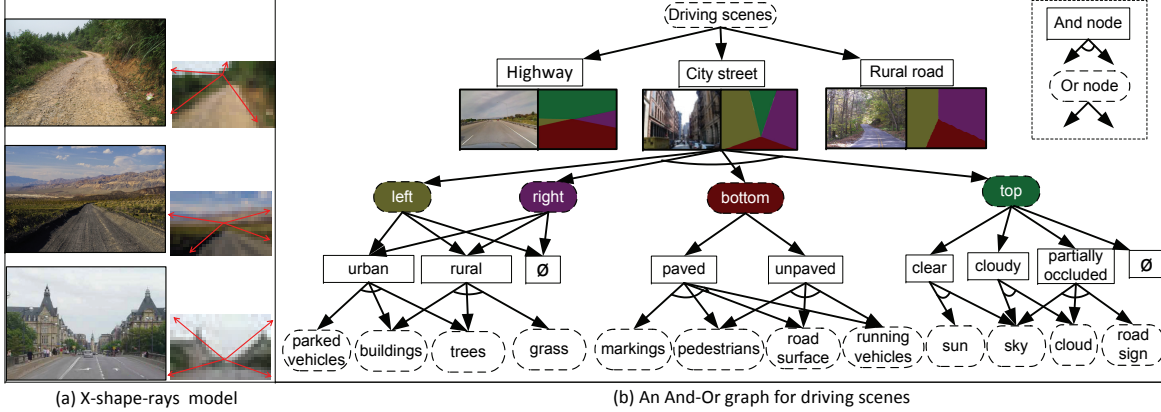 Driving scenes
And node
Or node
Highway
City street
Rural road
left
right
bottom
top
urban
rural
Ø
paved
unpaved
clear
cloudy
partially
occluded
Ø
parked
vehicles
buildings
trees
grass
markings
pedestrians
road
surface
running
vehicles
sun
sky
cloud
road
sign
(a) X-shape-rays model
(b) An And-Or graph for driving scenes